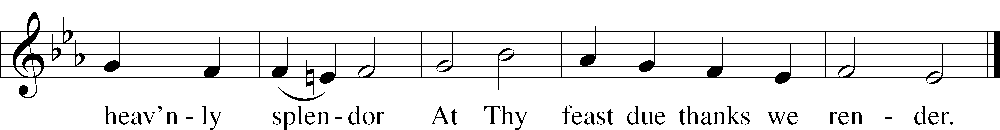 heav’n - ly splen - dor At Thy feast due thanks we ren - der.